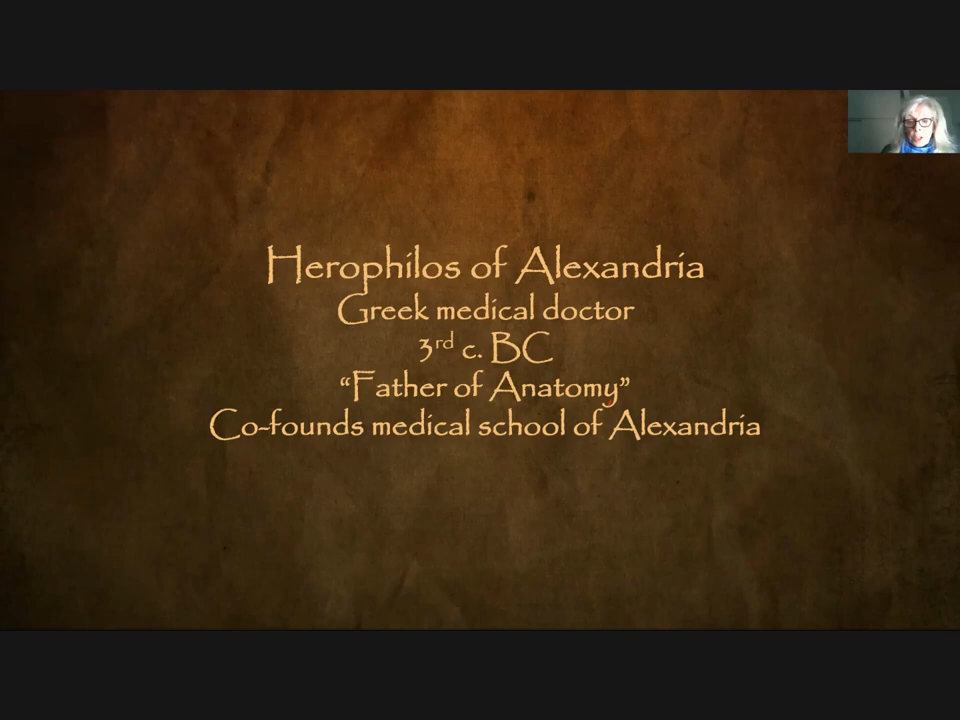 Herophilos of Alexandria
Greek medical doctor
3rd c. BC
“Father of Anatomy”
Co-founds medical school of Alexandria